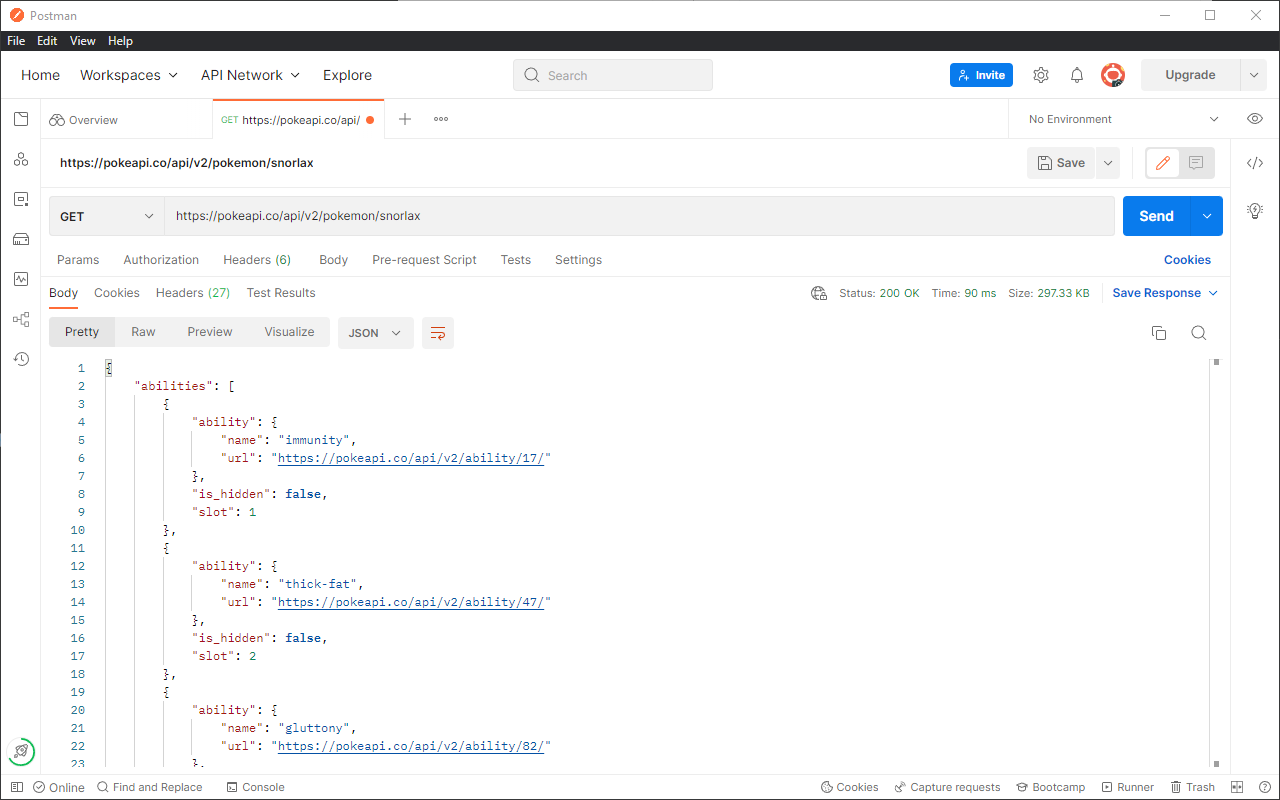 Postman
File Edit View Help
Home Workspaces API Network Explore Search Invite Upgrade
Overview GET https://pokeapi.co/api/ No Environment
https://pokeapi.co/api/v2/pokemon/snorlax Save
GET https://pokeapi.co/api/v2/pokemon/snorlax Send
Params Authorization Headers (6) Body Pre-request Script Tests Settings Cookies
Body Cookies Headers (27) Test Results Status: 200 OK Time: 90 ms Size: 297.33 KB Save Response
Pretty Raw Preview Visualize JSON
1 {
2 "abilities": [
3 {
4 "ability": {
5 "name": "immunity",
6 "url": "https://pokeapi.co/api/v2/ability/17/"
7 },
8 "is_hidden": false,
9 "slot": 1
10 },
11 {
12 "ability": {
13 "name": "thick-fat",
14 "url": "https://pokeapi.co/api/v2/ability/47/"
15 },
16 "is_hidden": false,
17 "slot": 2
18 },
19 {
20 "ability": {
21 "name": "gluttony",
22 "url": "https://pokeapi.co/api/v2/ability/82/"
23 },
Online Find and Replace Console Cookies Capture requests Bootcamp Runner Trash